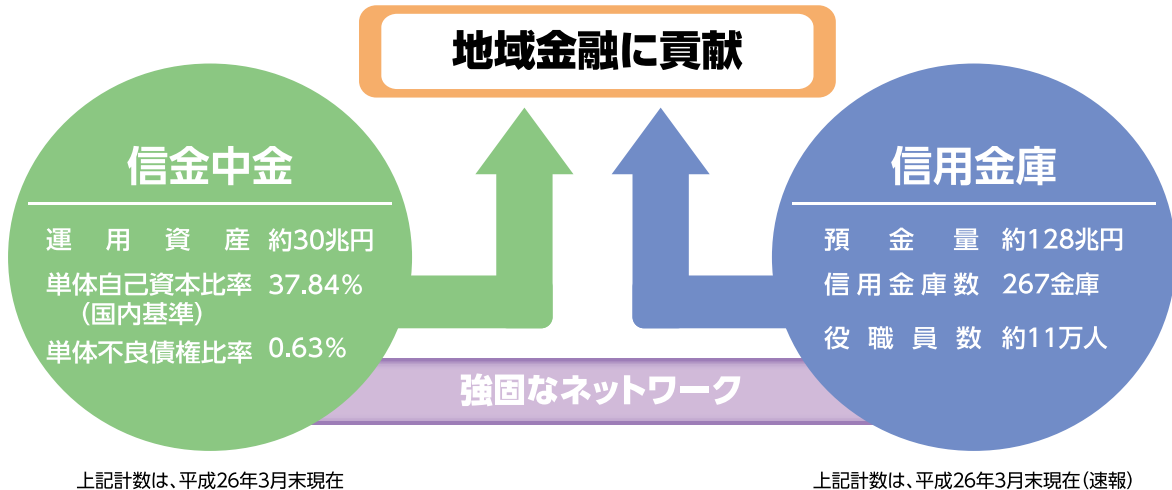 地域金融に貢献
信金中金
運用資産 約30兆円
単体自己資本比率 37.84%
(国内基準)
単体不良債権比率 0.63%
信用金庫
預金量 約128兆円
信用金庫数 267金庫
役職員数 約11万人
強固なネットワーク
上記計数は、平成26年3月末現在
上記計数は、平成26年3月末現在(速報)